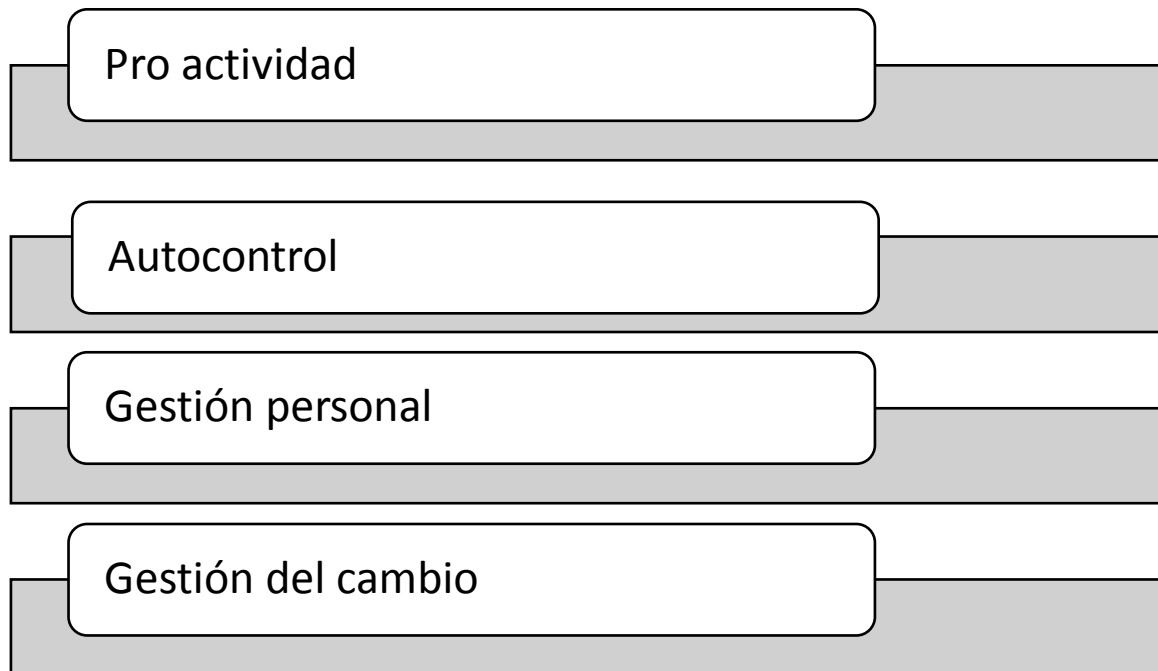 Pro actividad
Autocontrol
Gestión personal
Gestión del cambio